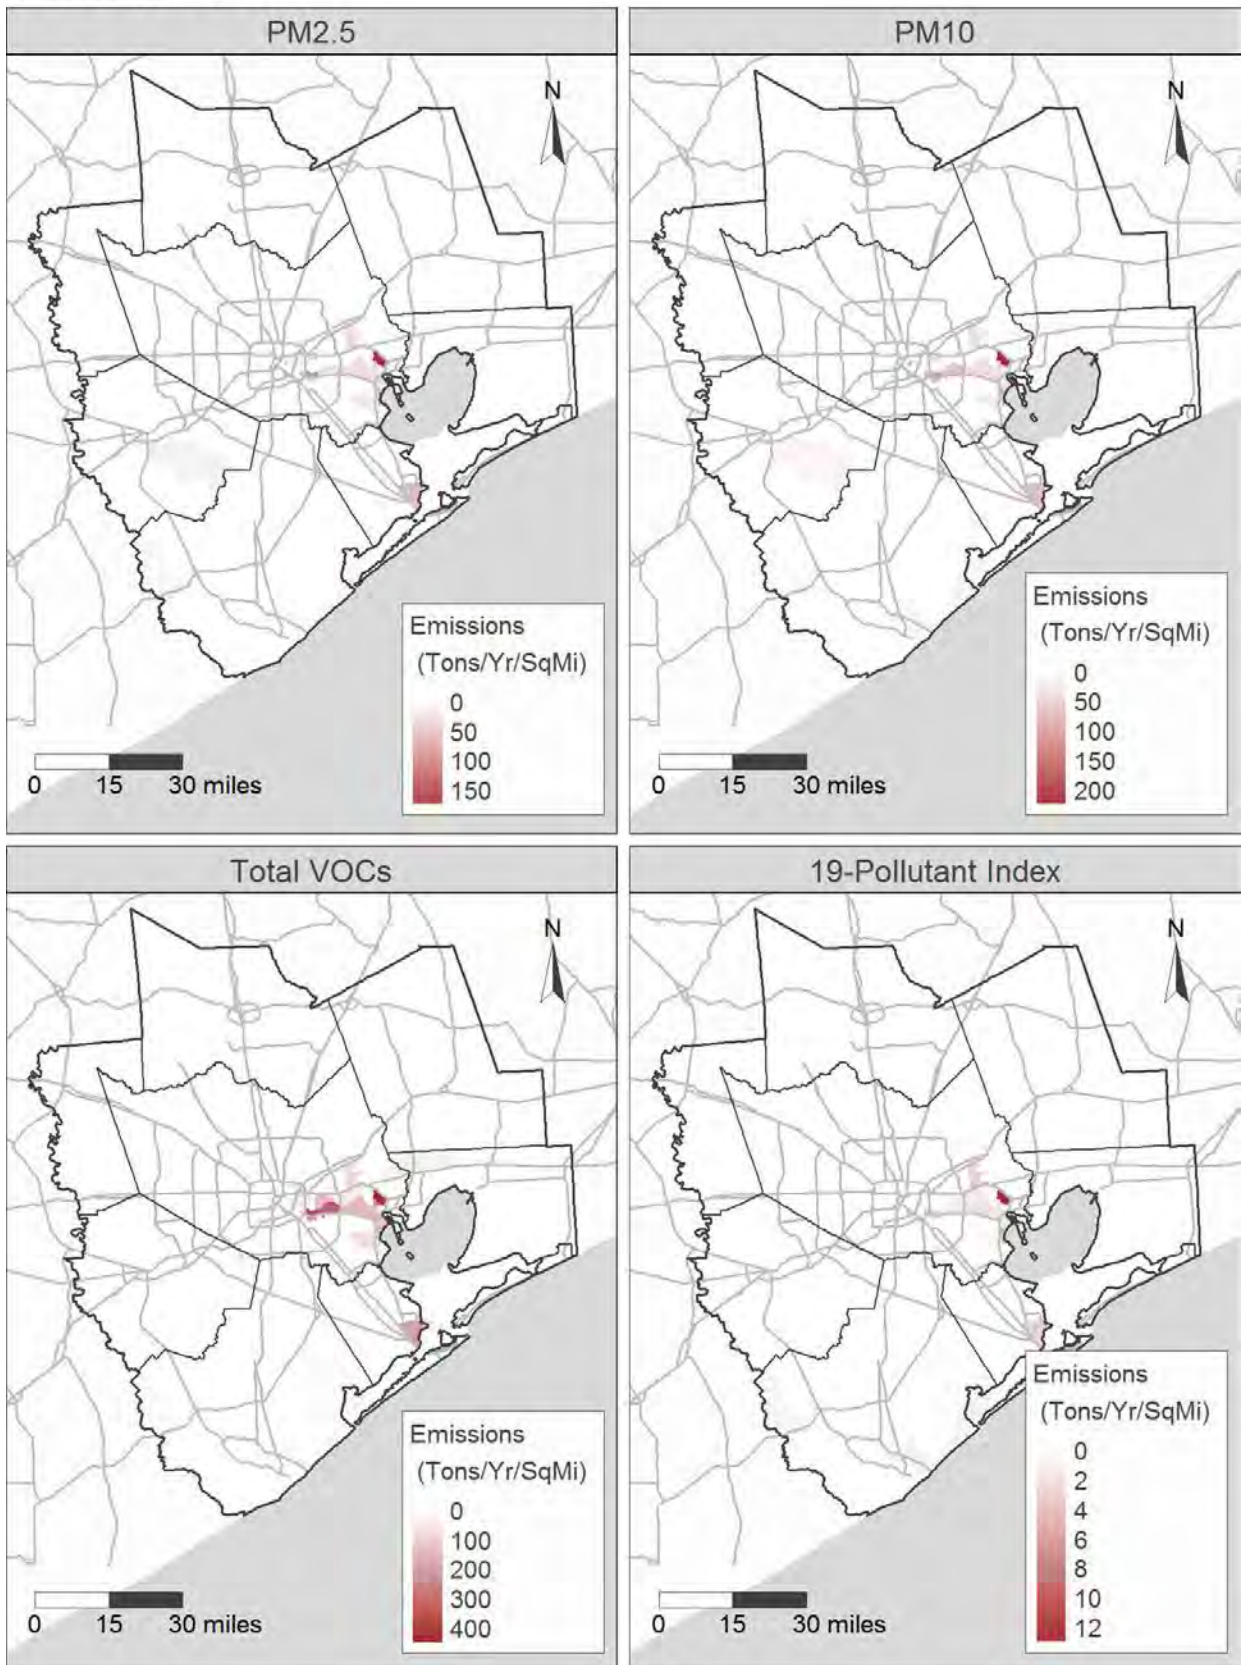 PM2.5
N
Emissions
(Tons/Yr/SqMi)
0
50
100
150
0 15 30 miles
PM10
N
Emissions
(Tons/Yr/SqMi)
0
50
100
150
200
0 15 30 miles
Total VOCs
N
Emissions
(Tons/Yr/SqMi)
0
100
200
300
400
0 15 30 miles
19-Pollutant Index
N
Emissions
(Tons/Yr/SqMi)
0
2
4
6
8
10
12
0 15 30 miles